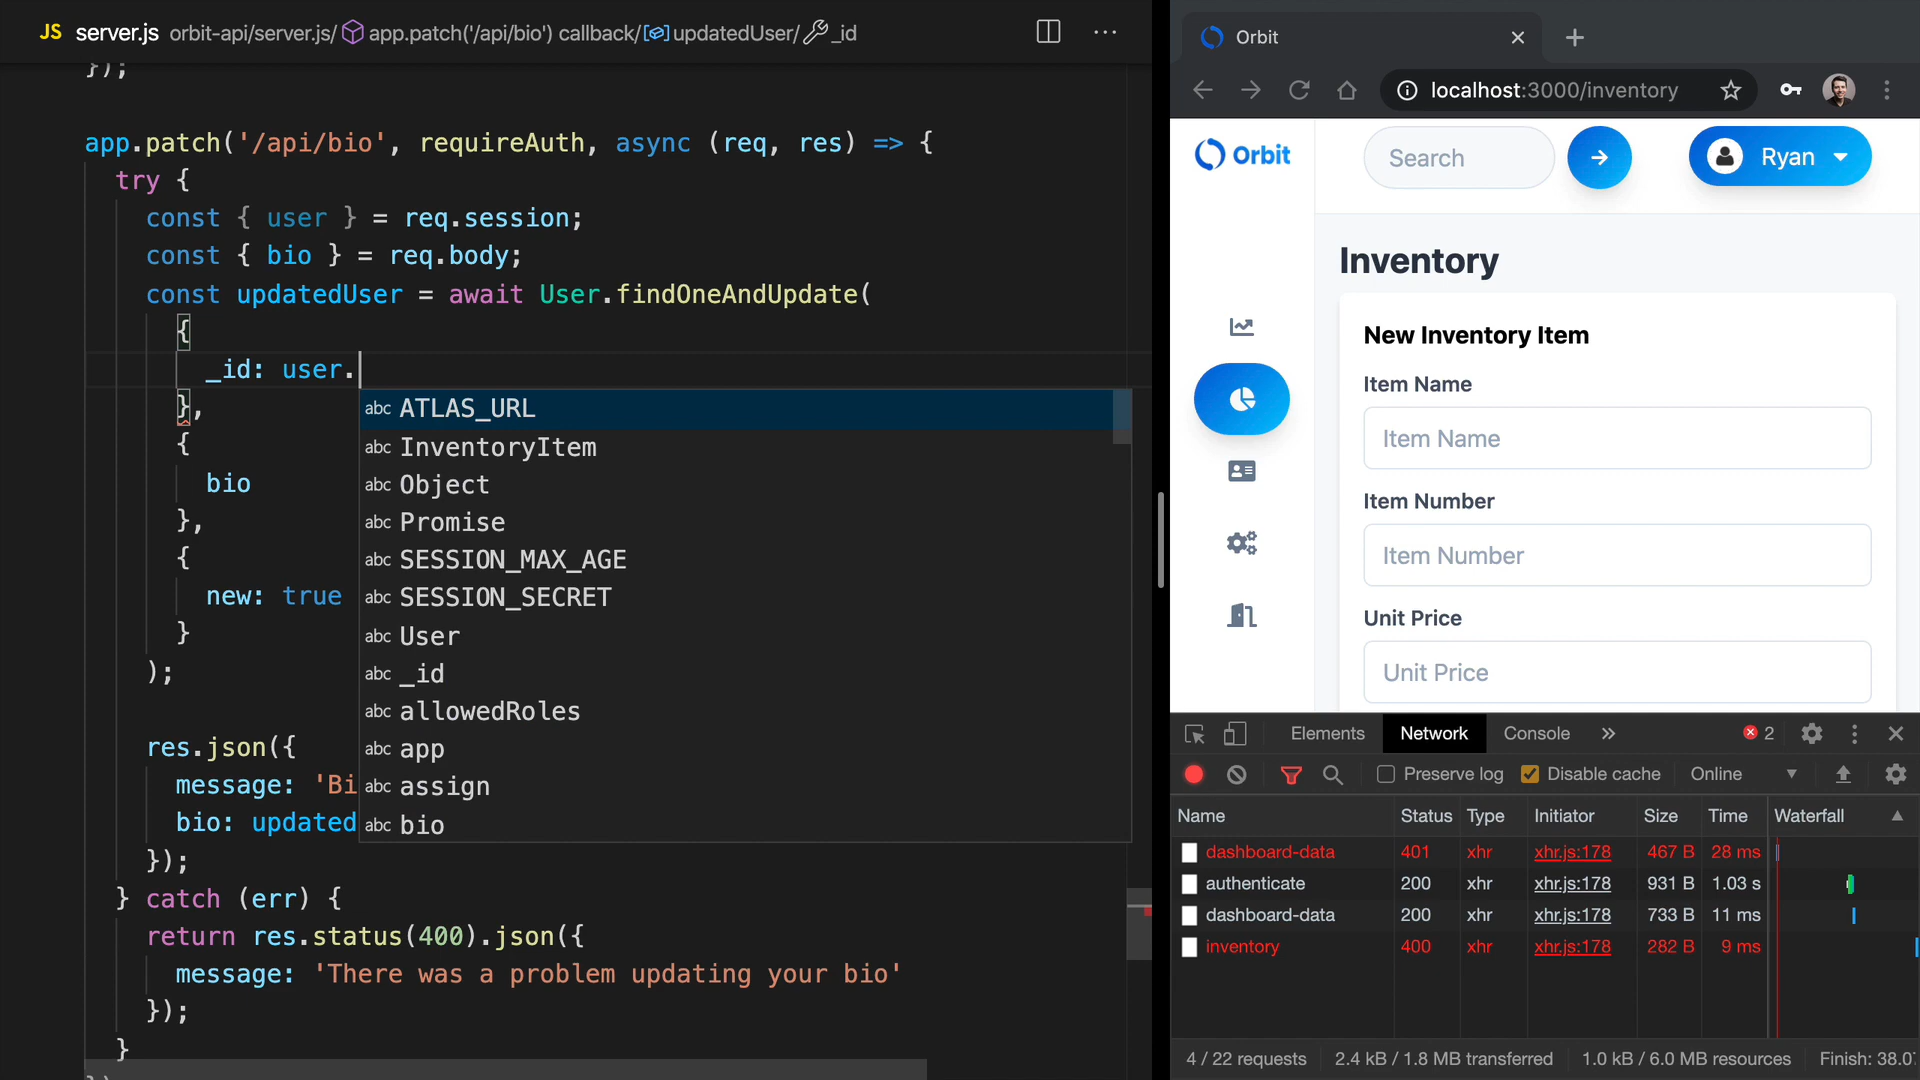 JS server.js orbit-api/server.js/ app.patch('/api/bio') callback/ updatedUser/ _id
});
app.patch('/api/bio', requireAuth, async (req, res) => {
try {
const { user } = req.session;
const { bio } = req.body;
const updatedUser = await User.findOneAndUpdate(
{
_id: user.
},
{
bio
},
{
new: true
}
);
res.json({
message: 'Bi
bio: updated
});
} catch (err) {
return res.status(400).json({
message: 'There was a problem updating your bio'
});
}
abc ATLAS_URL
abc InventoryItem
abc Object
abc Promise
abc SESSION_MAX_AGE
abc SESSION_SECRET
abc User
abc _id
abc allowedRoles
abc app
abc assign
abc bio
Orbit
localhost:3000/inventory
Orbit
Search
Ryan
Inventory
New Inventory Item
Item Name
Item Name
Item Number
Item Number
Unit Price
Unit Price
Elements Network Console » 2
Preserve log Disable cache Online
Name Status Type Initiator Size Time Waterfall
dashboard-data 401 xhr xhr.js:178 467 B 28 ms
authenticate 200 xhr xhr.js:178 931 B 1.03 s
dashboard-data 200 xhr xhr.js:178 733 B 11 ms
inventory 400 xhr xhr.js:178 282 B 9 ms
4 / 22 requests 2.4 kB / 1.8 MB transferred 1.0 kB / 6.0 MB resources Finish: 38.0